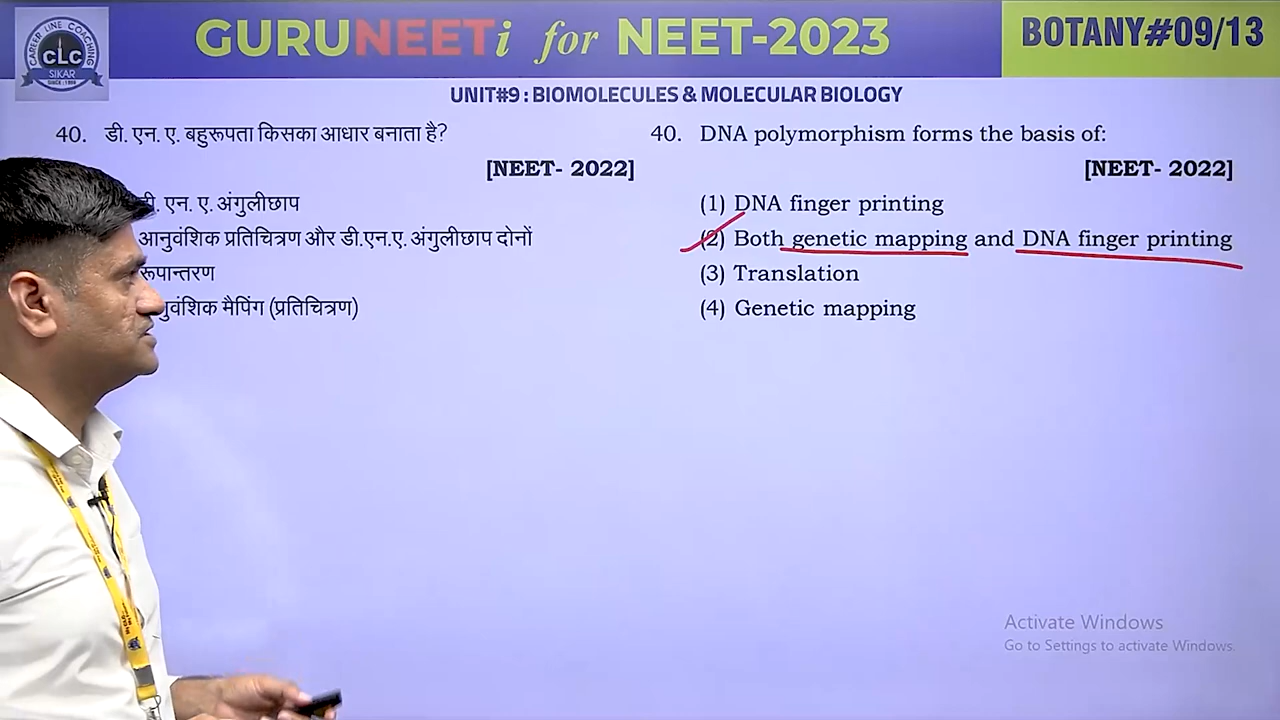 CAREER LINE COACHING
CLC
SIKAR
SINCE : 1996
GURUNEETi for NEET-2023
BOTANY#09/13
UNIT#9 : BIOMOLECULES & MOLECULAR BIOLOGY
40. डी. एन. ए. बहुरूपता किसका आधार बनाता है?
[NEET- 2022]
एन. ए. अंगुलीछाप
आनुवंशिक प्रतिचित्रण और डी.एन.ए. अंगुलीछाप दोनों
रूपान्तरण
मैपिंग (प्रतिचित्रण)
40. DNA polymorphism forms the basis of:
[NEET- 2022]
(1) DNA finger printing
(2) Both genetic mapping and DNA finger printing
(3) Translation
(4) Genetic mapping
Activate Windows
Go to Settings to activate Windows.